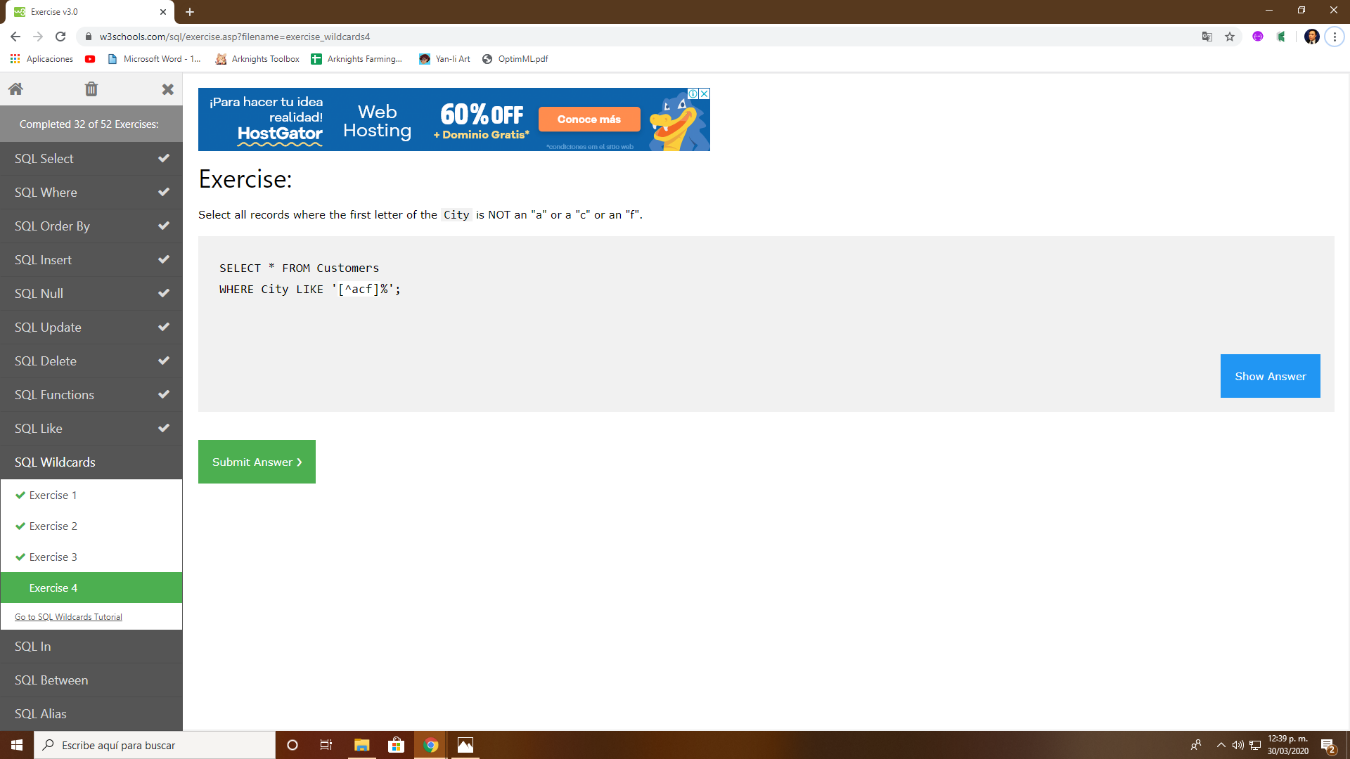 Exercise v3.0
w3schools.com/sql/exercise.asp?filename=exercise_wildcards4
Aplicaciones
Microsoft Word - 1...
Arknights Toolbox
Arknights Farming...
Yan-li Art
OptimML.pdf
Completed 32 of 52 Exercises:
SQL Select
SQL Where
SQL Order By
SQL Insert
SQL Null
SQL Update
SQL Delete
SQL Functions
SQL Like
SQL Wildcards
Exercise 1
Exercise 2
Exercise 3
Exercise 4
Go to SQL Wildcards Tutorial
SQL In
SQL Between
SQL Alias
¡Para hacer tu idea
realidad!
HostGator
Web
Hosting
60% OFF
+ Dominio Gratis*
Conoce más
*condiciones en el sitio web
Exercise:
Select all records where the first letter of the City is NOT an "a" or a "c" or an "f".
SELECT * FROM Customers
WHERE City LIKE '[^acf]%';
Show Answer
Submit Answer ❯
Escribe aquí para buscar
12:39 p. m.
30/03/2020
2